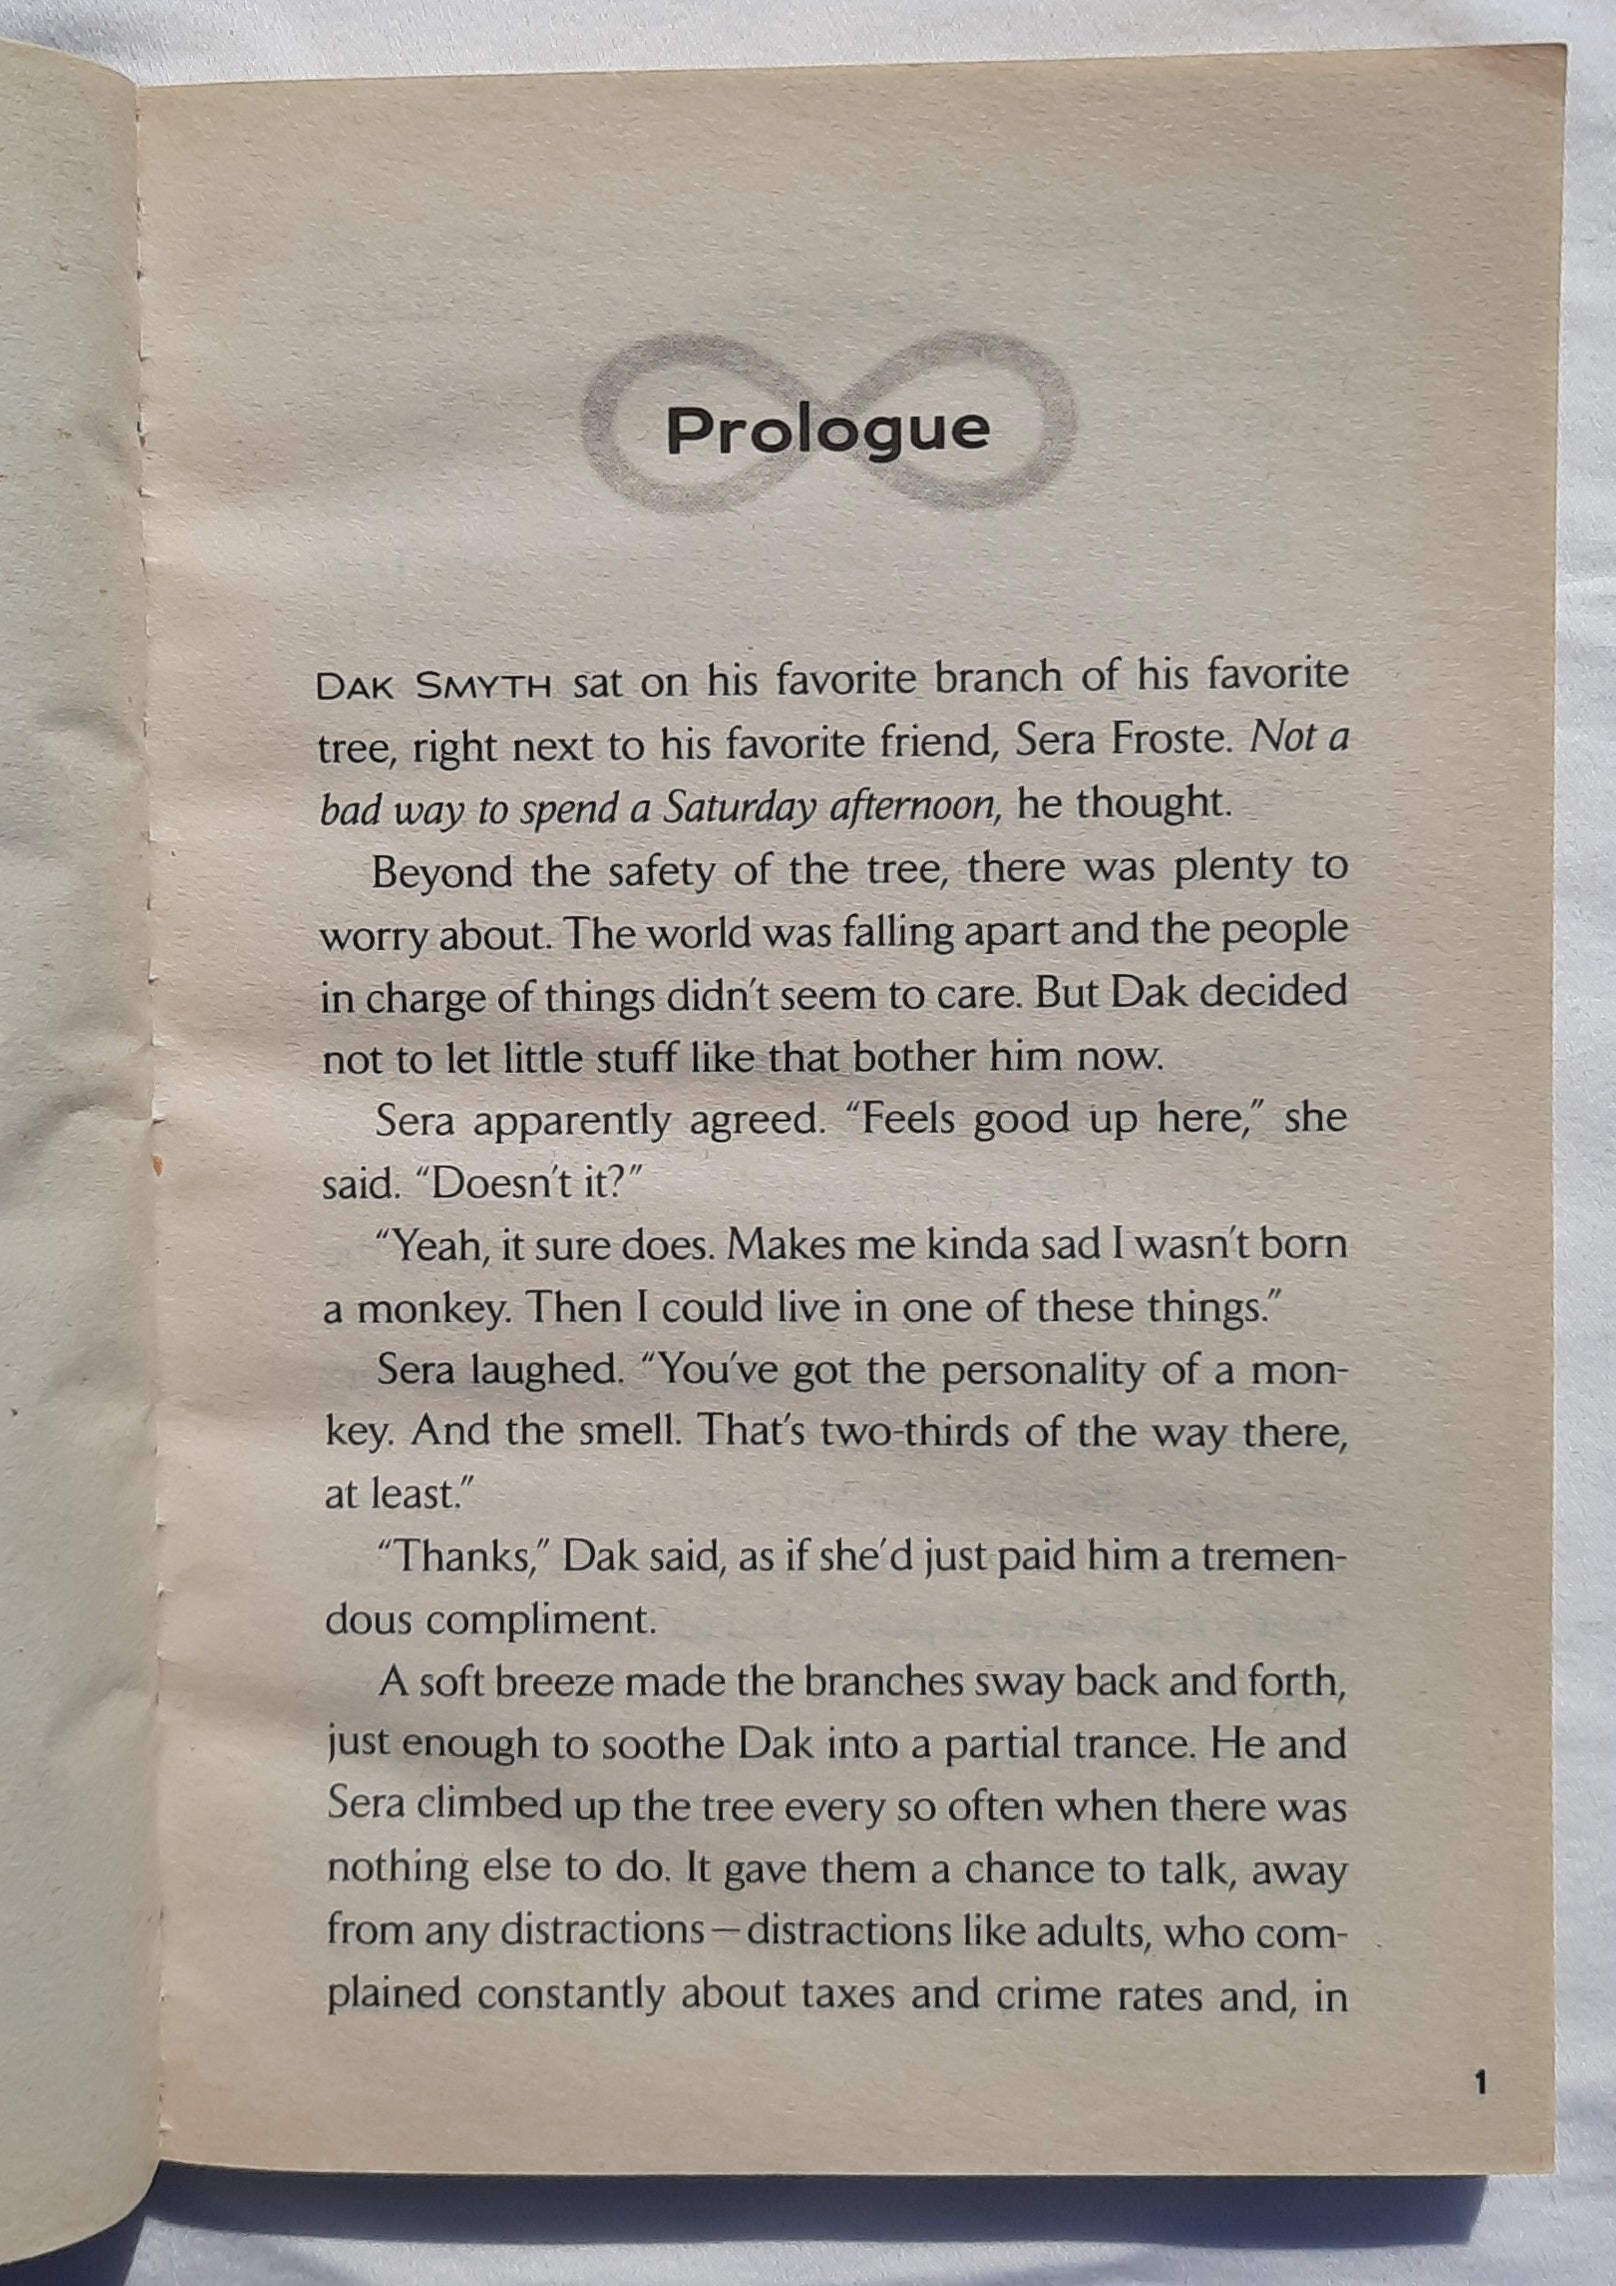 Prologue
DAK SMYTH sat on his favorite branch of his favorite
tree, right next to his favorite friend, Sera Froste. Not a
bad way to spend a Saturday afternoon, he thought.
Beyond the safety of the tree, there was plenty to
worry about. The world was falling apart and the people
in charge of things didn’t seem to care. But Dak decided
not to let little stuff like that bother him now.
Sera apparently agreed. “Feels good up here,” she
said. “Doesn’t it?”
“Yeah, it sure does. Makes me kinda sad I wasn’t born
a monkey. Then I could live in one of these things.”
Sera laughed. “You’ve got the personality of a mon-
key. And the smell. That’s two-thirds of the way there,
at least.”
“Thanks,” Dak said, as if she’d just paid him a tremen-
dous compliment.
A soft breeze made the branches sway back and forth,
just enough to soothe Dak into a partial trance. He and
Sera climbed up the tree every so often when there was
nothing else to do. It gave them a chance to talk, away
from any distractions—distractions like adults, who com-
plained constantly about taxes and crime rates and, in
1